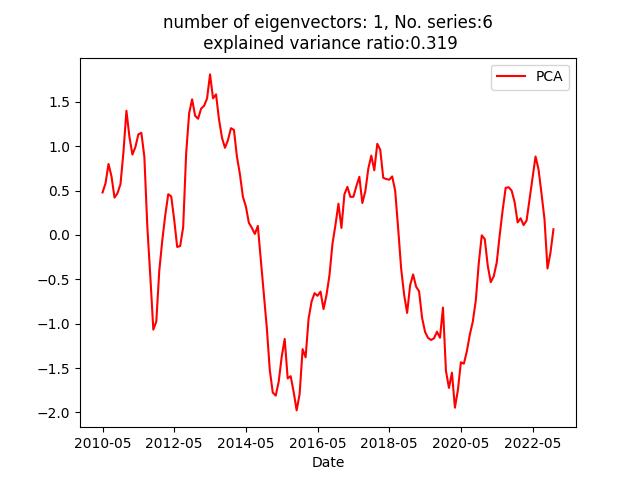 number of eigenvectors: 1, No. series:6
explained variance ratio:0.319
PCA
1.5
1.0
0.5
0.0
−0.5
−1.0
−1.5
−2.0
2010-05 2012-05 2014-05 2016-05 2018-05 2020-05 2022-05
Date